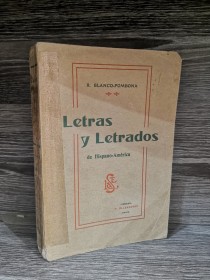 R. BLANCO-FOMBONA
Letras
y Letrados
de Hispano-América